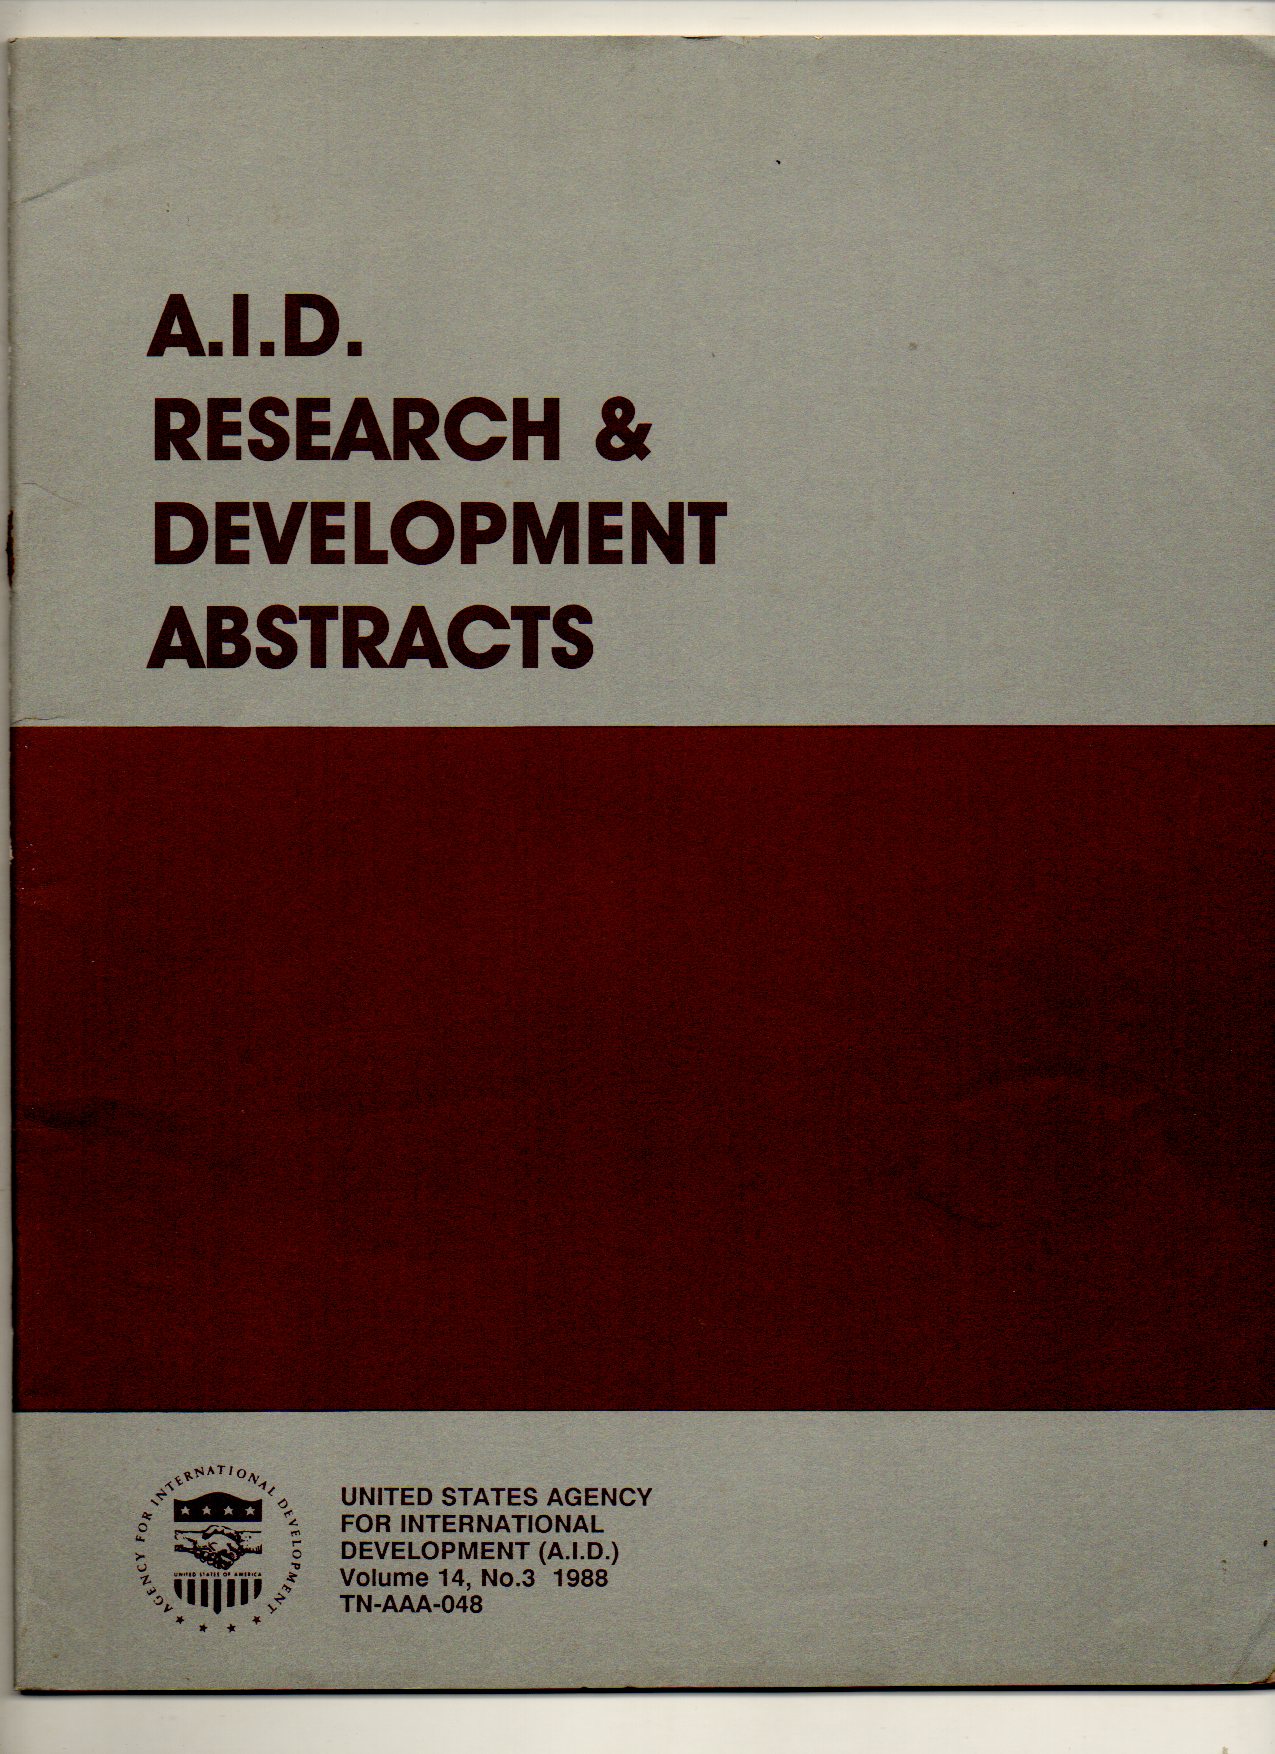 A.I.D.
RESEARCH &
DEVELOPMENT
ABSTRACTS
AGENCY FOR INTERNATIONAL DEVELOPMENT
UNITED STATES OF AMERICA
UNITED STATES AGENCY
FOR INTERNATIONAL
DEVELOPMENT (A.I.D.)
Volume 14, No.3 1988
TN-AAA-048